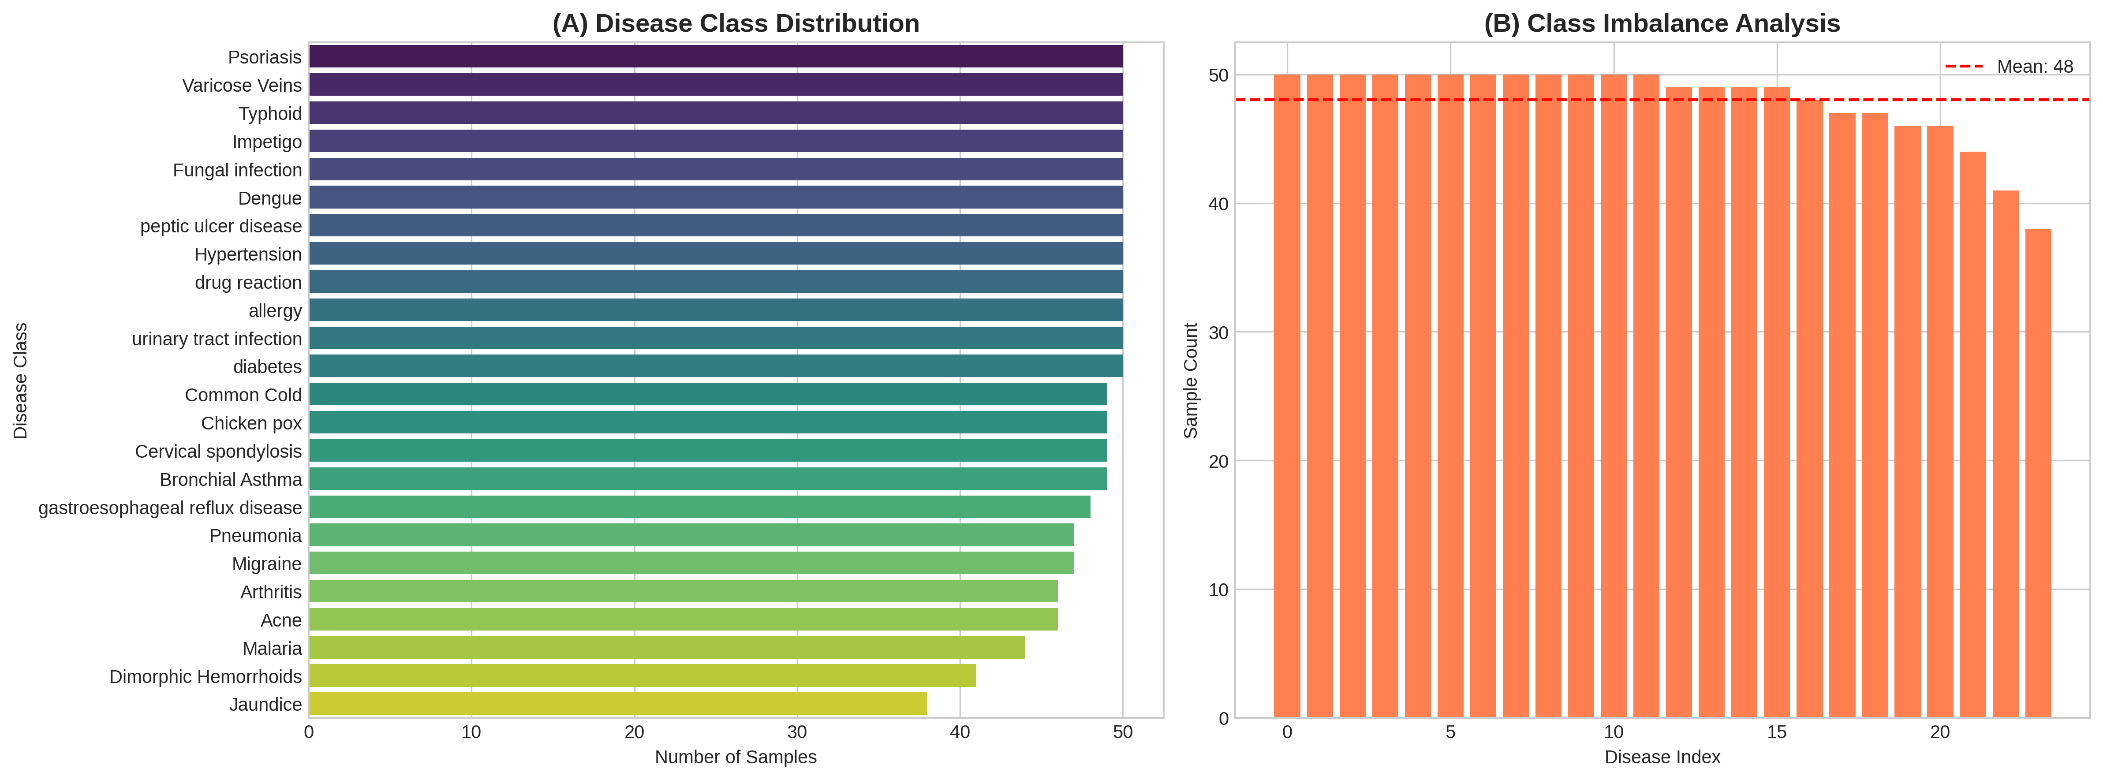 (A) Disease Class Distribution
Disease Class
Psoriasis
Varicose Veins
Typhoid
Impetigo
Fungal infection
Dengue
peptic ulcer disease
Hypertension
drug reaction
allergy
urinary tract infection
diabetes
Common Cold
Chicken pox
Cervical spondylosis
Bronchial Asthma
gastroesophageal reflux disease
Pneumonia
Migraine
Arthritis
Acne
Malaria
Dimorphic Hemorrhoids
Jaundice
0 10 20 30 40 50
Number of Samples
(B) Class Imbalance Analysis
Mean: 48
Sample Count
50
40
30
20
10
0
0 5 10 15 20
Disease Index